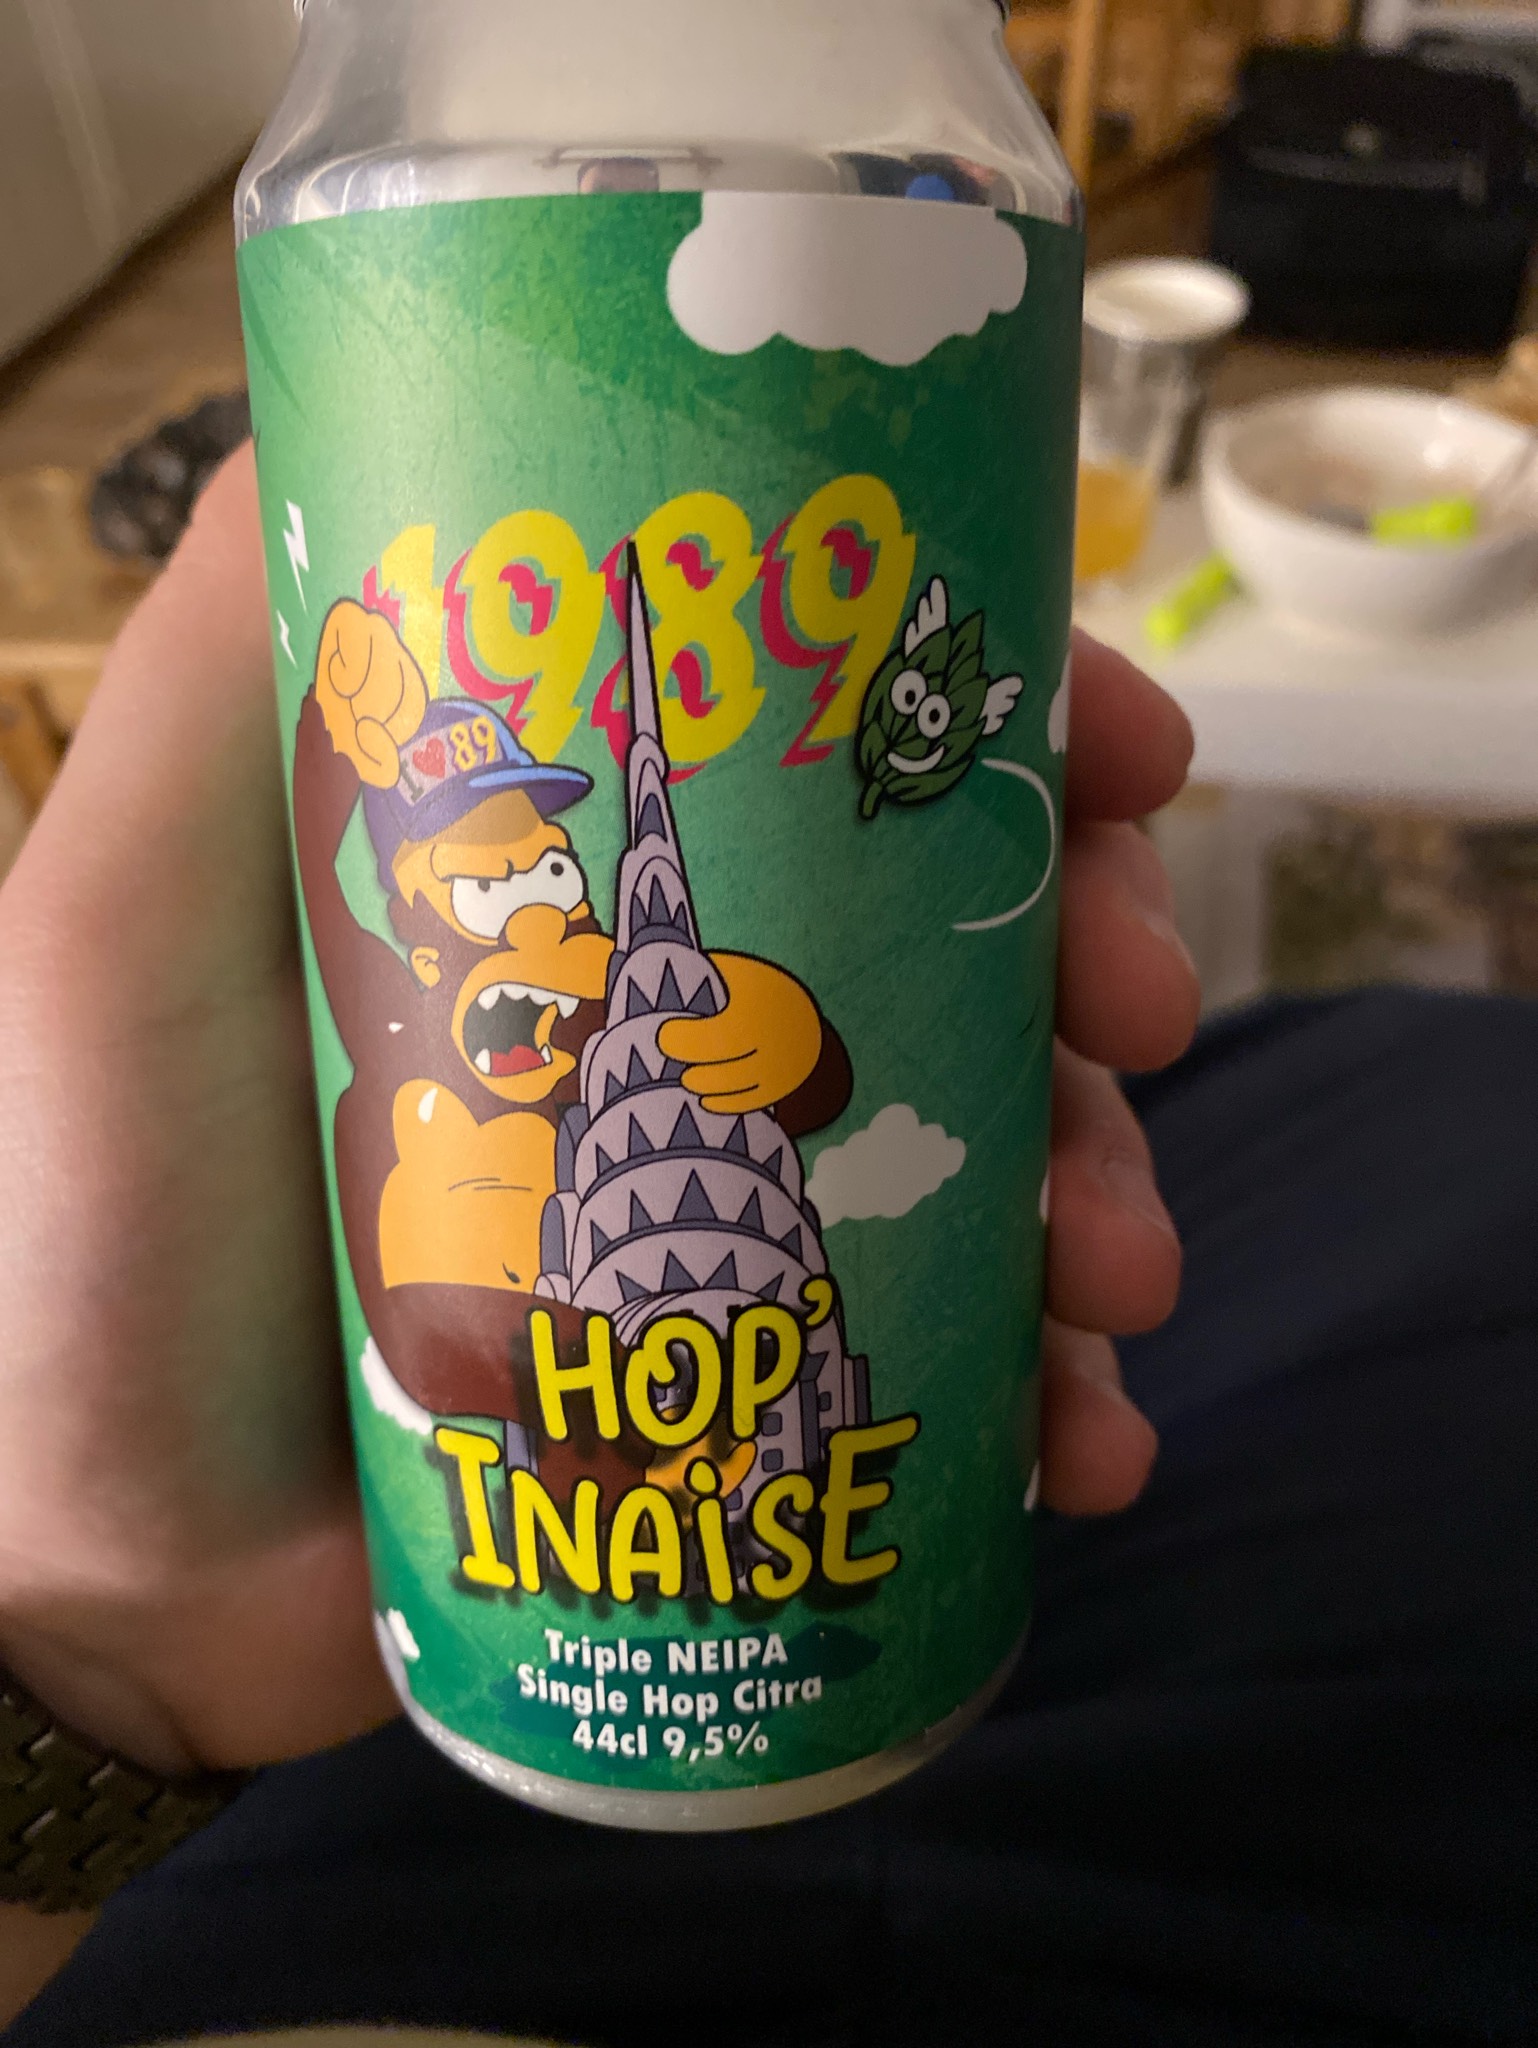 1989
I ♥ 89
HOP'
INAiSE
Triple NEIPA
Single Hop Citra
44cl 9,5%